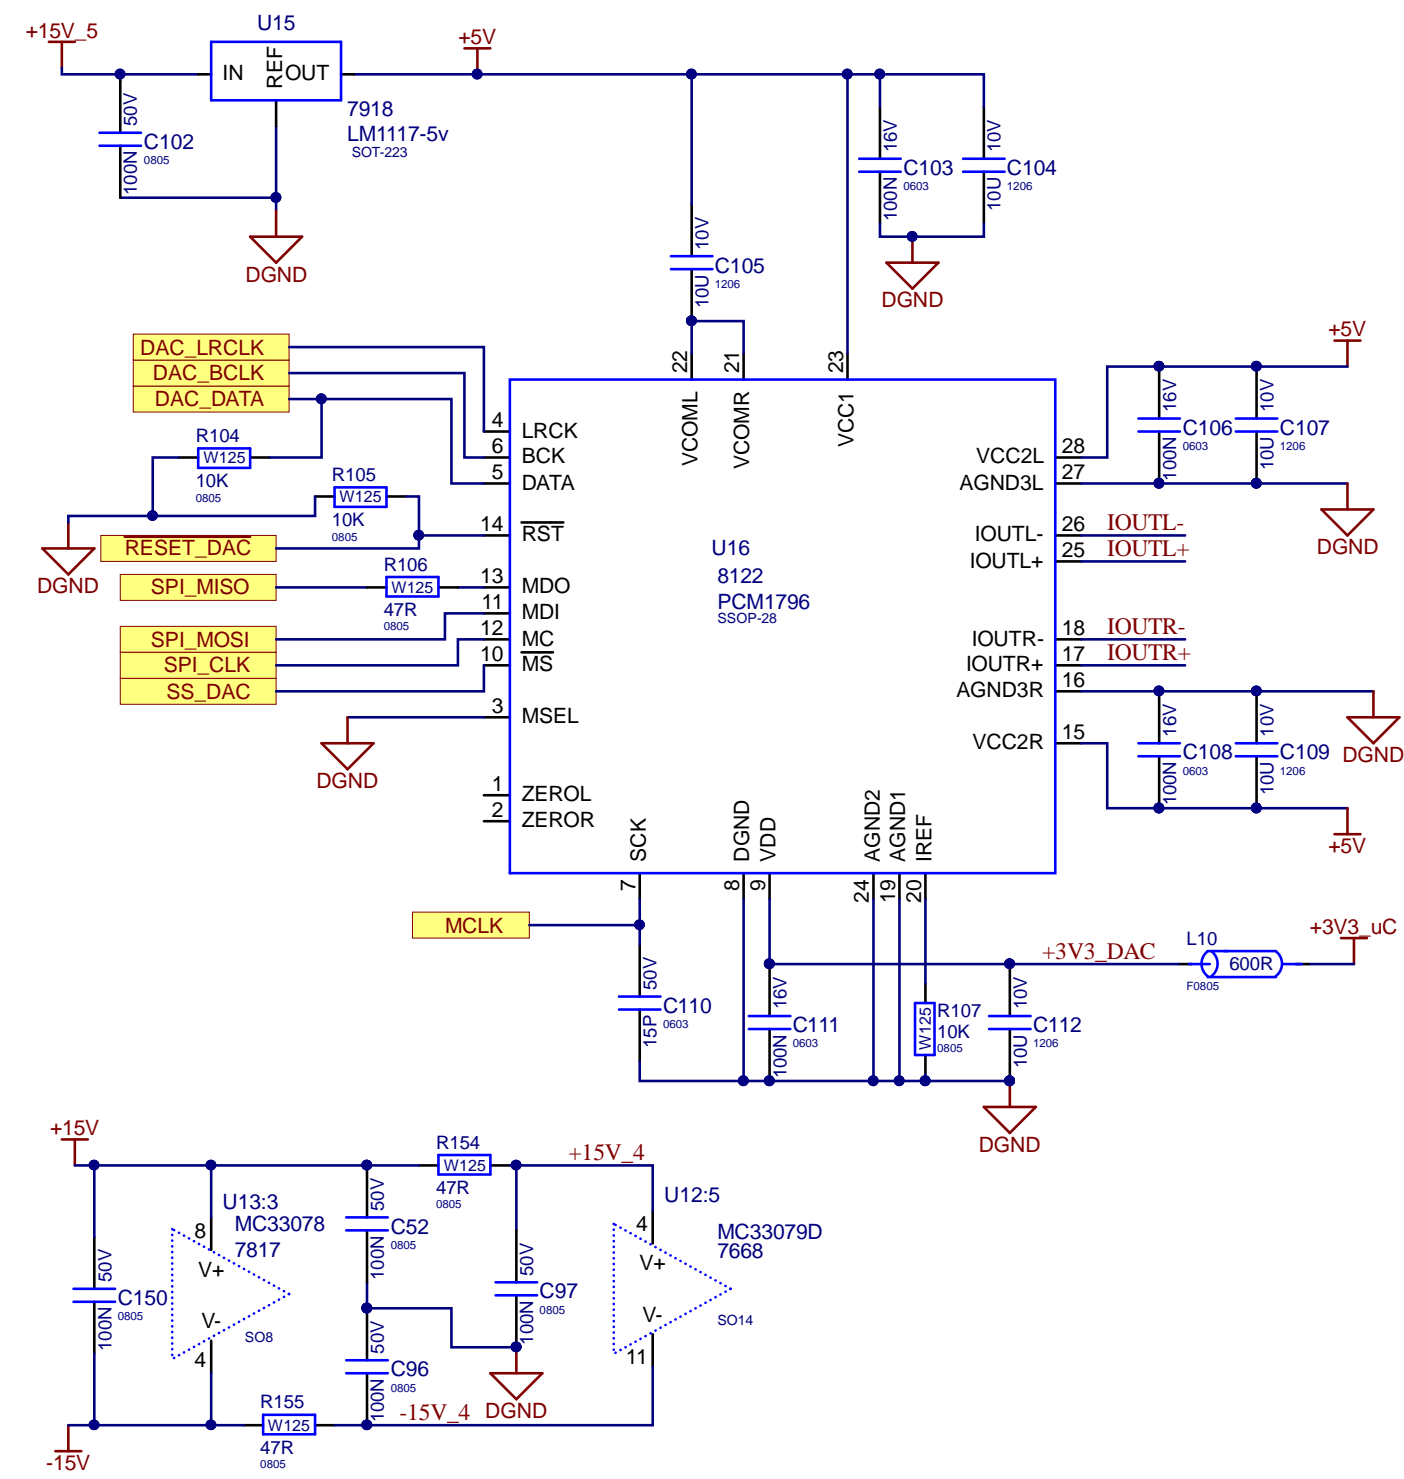 U15
+15V_5
IN
REF
OUT
50V
C102
0805
100N
7918
LM1117-5v
SOT-223
DGND
+5V
10V
C105
10U
1206
16V
C103
0603
100N
10V
C104
1206
10U
DGND
DAC_LRCLK
DAC_BCLK
DAC_DATA
R104
W125
10K
0805
R105
W125
10K
0805
DGND
RESET_DAC
SPI_MISO
R106
W125
47R
0805
SPI_MOSI
SPI_CLK
SS_DAC
DGND
4 LRCK
6 BCK
5 DATA
14 RST
13 MDO
11 MDI
12 MC
10 MS
3 MSEL
1 ZEROL
2 ZEROR
22 VCOML
21 VCOMR
23 VCC1
U16
8122
PCM1796
SSOP-28
VCC2L 28
AGND3L 27
IOUTL- 26 IOUTL-
IOUTL+ 25 IOUTL+
IOUTR- 18 IOUTR-
IOUTR+ 17 IOUTR+
AGND3R 16
VCC2R 15
+5V
16V
C106
0603
100N
10V
C107
1206
10U
DGND
16V
C108
0603
100N
10V
C109
1206
10U
DGND
+5V
SCK 7
DGND 8
VDD 9
AGND2 24
AGND1 19
IREF 20
MCLK
50V
C110
0603
15P
16V
C111
0603
100N
R107
W125
10K
0805
10V
C112
1206
10U
+3V3_DAC
L10
600R
F0805
+3V3_uC
DGND
+15V
50V
C150
0805
100N
U13:3
MC33078
7817
8
V+
V-
4
SO8
50V
C52
0805
100N
50V
C96
0805
100N
R154
W125
47R
0805
+15V_4
50V
C97
0805
100N
DGND
U12:5
MC33079D
7668
4
V+
V-
11
SO14
R155
W125
47R
0805
-15V_4
-15V